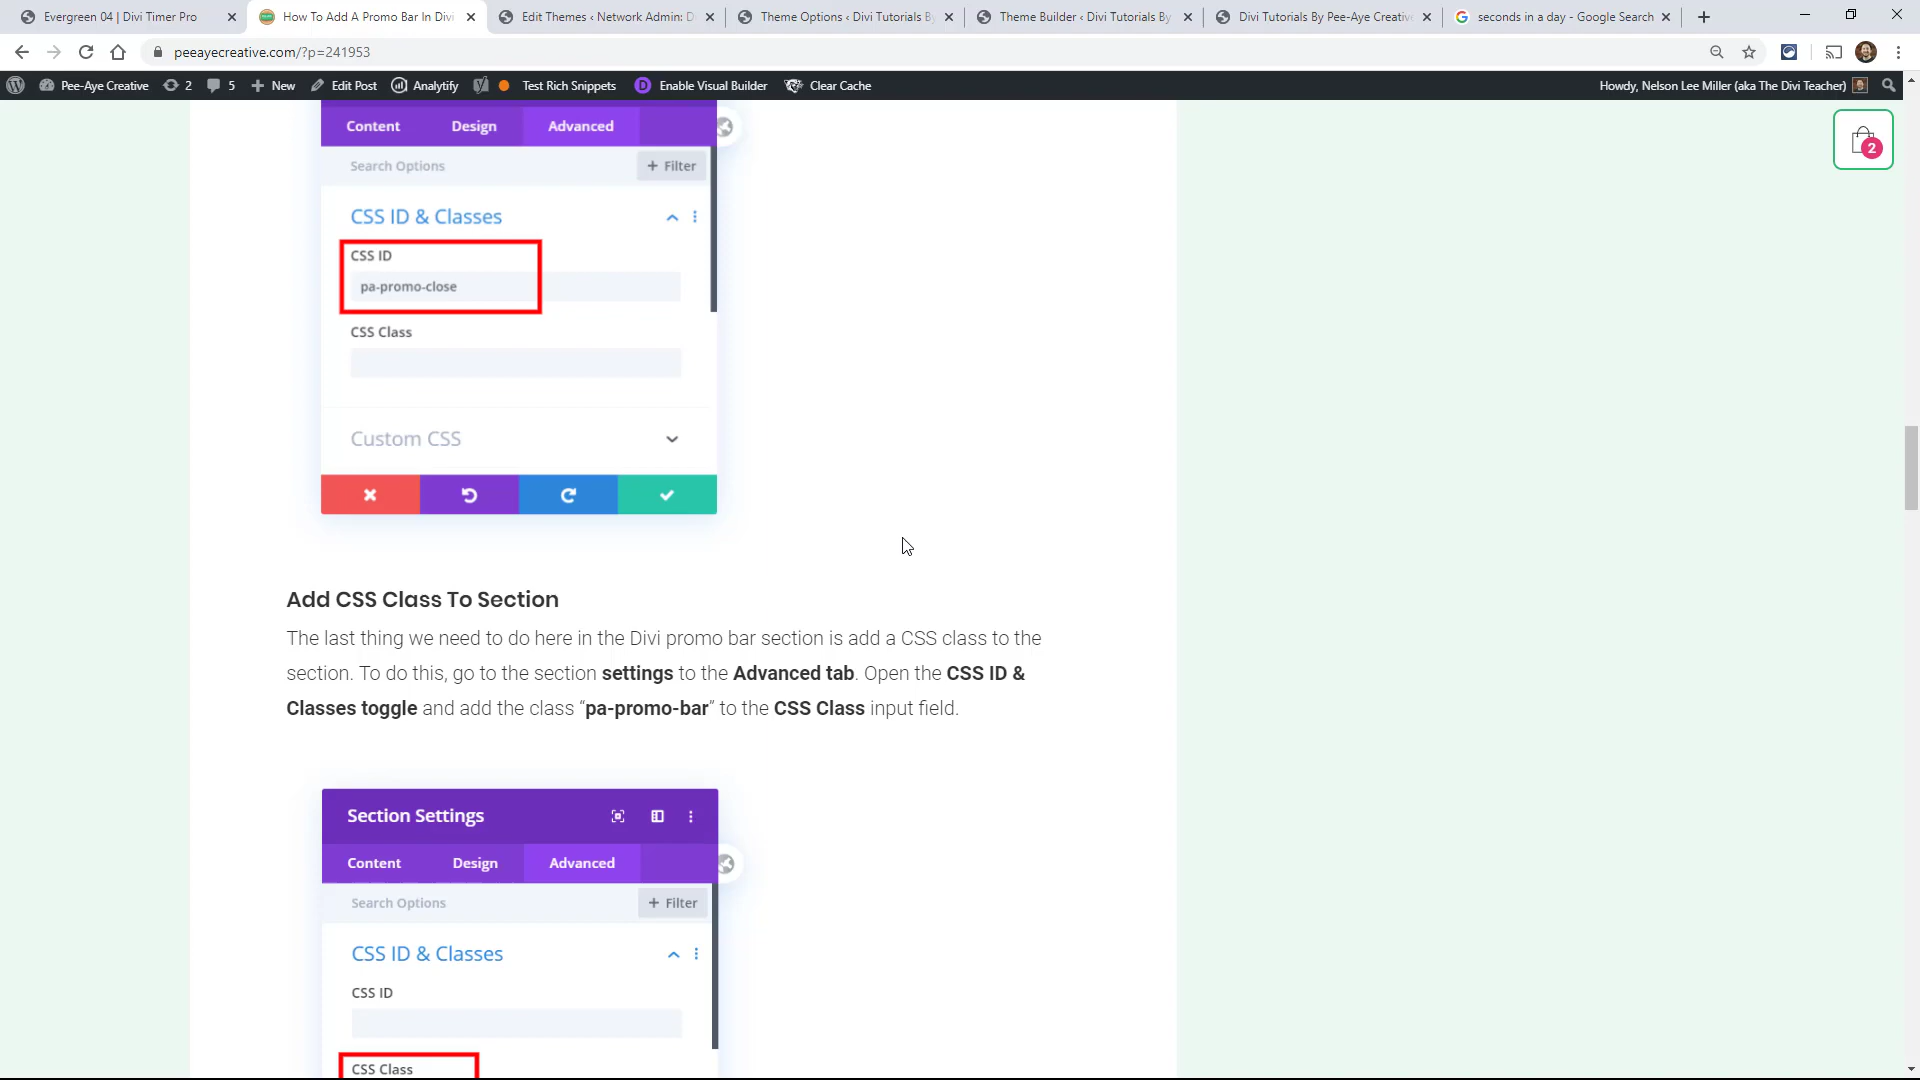 Evergreen 04 | Divi Timer Pro
How To Add A Promo Bar In Divi
Edit Themes ‹ Network Admin: D
Theme Options ‹ Divi Tutorials By
Theme Builder ‹ Divi Tutorials By
Divi Tutorials By Pee-Aye Creative
seconds in a day - Google Search
peeayecreative.com/?p=241953
Pee-Aye Creative
2
5
New
Edit Post
Analytify
Test Rich Snippets
Enable Visual Builder
Clear Cache
Howdy, Nelson Lee Miller (aka The Divi Teacher)
2
Content Design Advanced
Search Options
+ Filter
CSS ID & Classes
CSS ID
pa-promo-close
CSS Class
Custom CSS
Add CSS Class To Section
The last thing we need to do here in the Divi promo bar section is add a CSS class to the
section. To do this, go to the section settings to the Advanced tab. Open the CSS ID &
Classes toggle and add the class “pa-promo-bar” to the CSS Class input field.
Section Settings
Content Design Advanced
Search Options
+ Filter
CSS ID & Classes
CSS ID
CSS Class